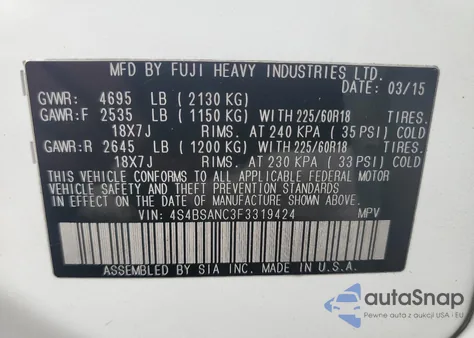 MFD BY FUJI HEAVY INDUSTRIES LTD.
DATE: 03/15
GVWR: 4695 LB (2130 KG)
GAWR:F 2535 LB (1150 KG) WITH 225/60R18 TIRES.
18X7J RIMS. AT 240 KPA (35 PSI) COLD
GAWR:R 2645 LB (1200 KG) WITH 225/60R18 TIRES.
18X7J RIMS. AT 230 KPA (33 PSI) COLD
THIS VEHICLE CONFORMS TO ALL APPLICABLE FEDERAL MOTOR
VEHICLE SAFETY AND THEFT PREVENTION STANDARDS IN
EFFECT ON THE DATE OF MANUFACTURE SHOWN ABOVE.
VIN: 4S4BSANC3F3319424 MPV
ASSEMBLED BY SIA INC. MADE IN U.S.A.
autoSnap
Pewne auta z aukcji USA i EU